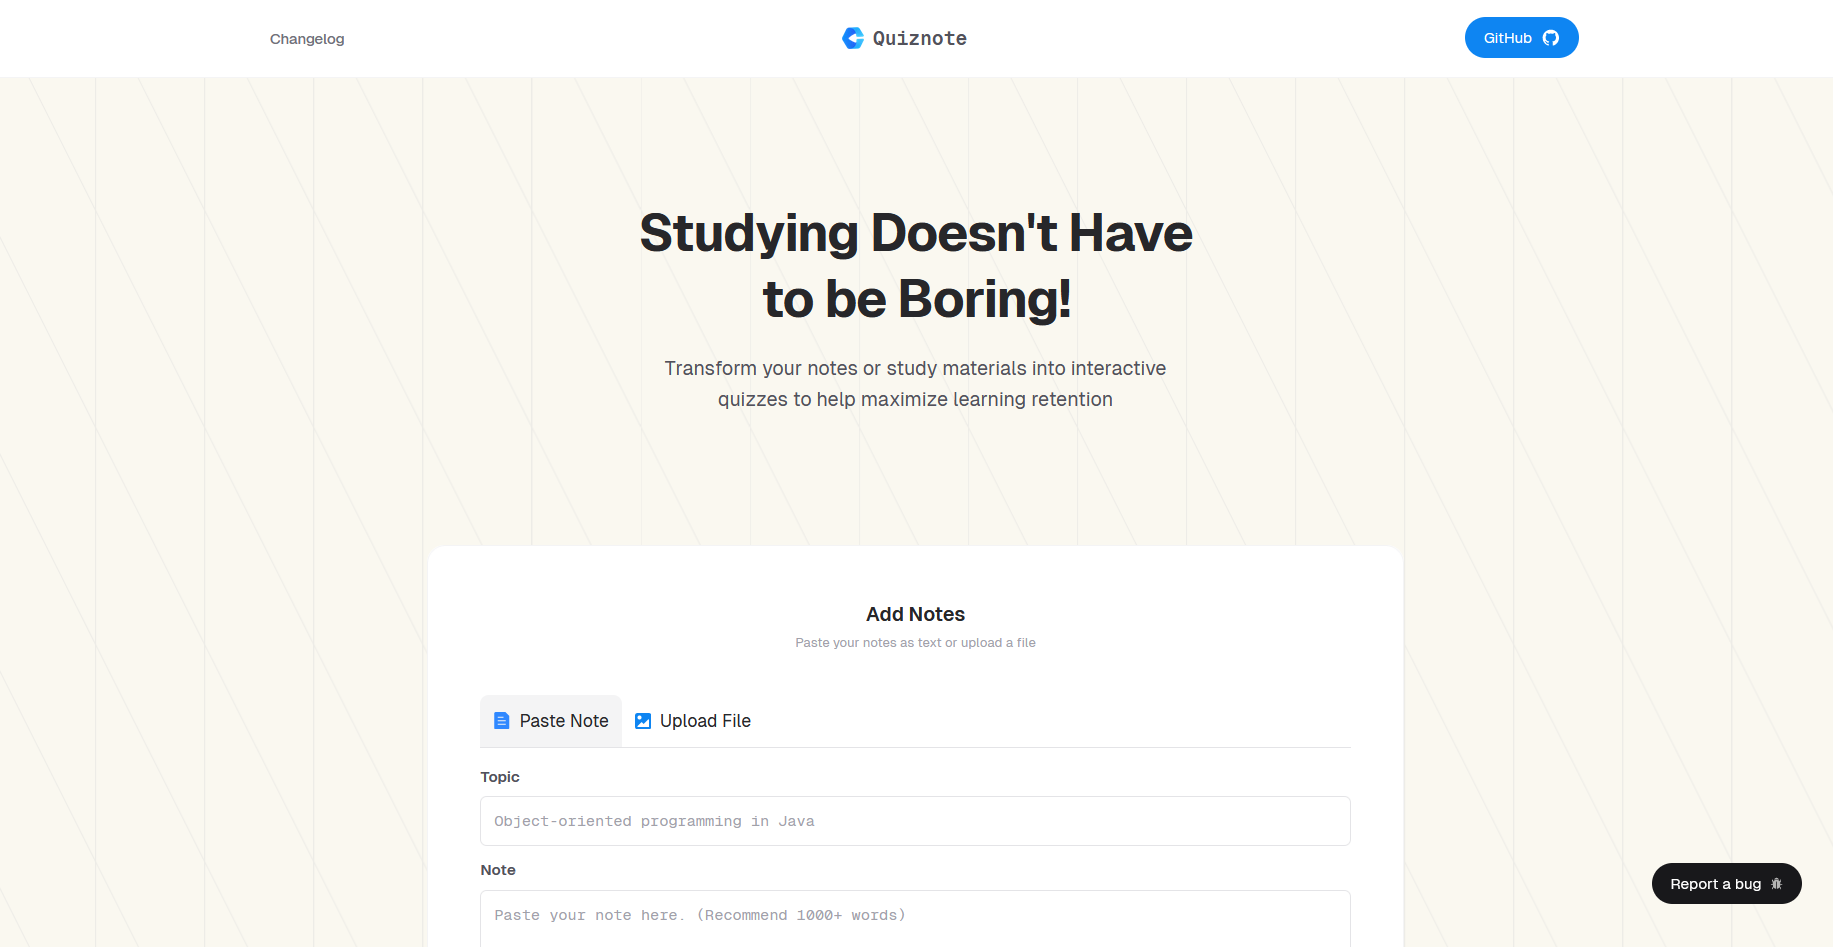 Changelog
Quiznote
GitHub
Studying Doesn't Have
to be Boring!
Transform your notes or study materials into interactive
quizzes to help maximize learning retention
Add Notes
Paste your notes as text or upload a file
Paste Note
Upload File
Topic
Object-oriented programming in Java
Note
Paste your note here. (Recommend 1000+ words)
Report a bug